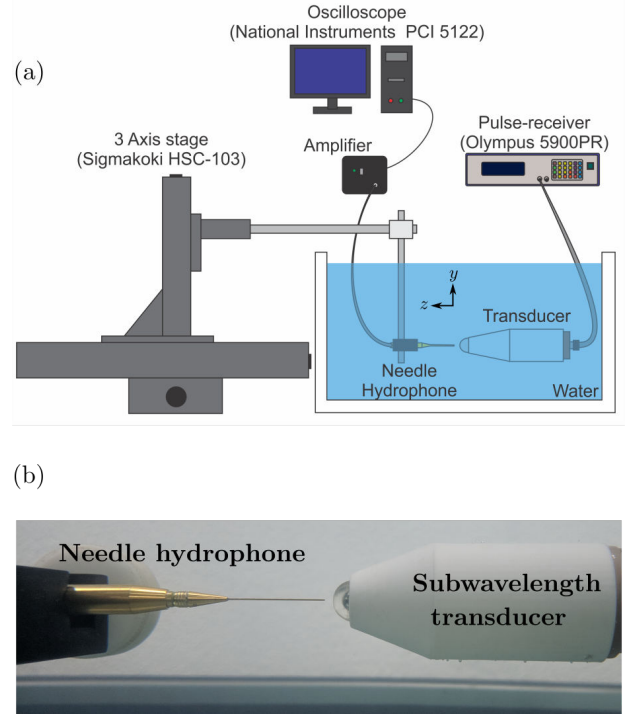 Oscilloscope
(National Instruments PCI 5122)
(a)
3 Axis stage
(Sigmakoki HSC-103)
Amplifier
Pulse-receiver
(Olympus 5900PR)
y
z
Transducer
Needle
Hydrophone
Water
(b)
Needle hydrophone
Subwavelength
transducer